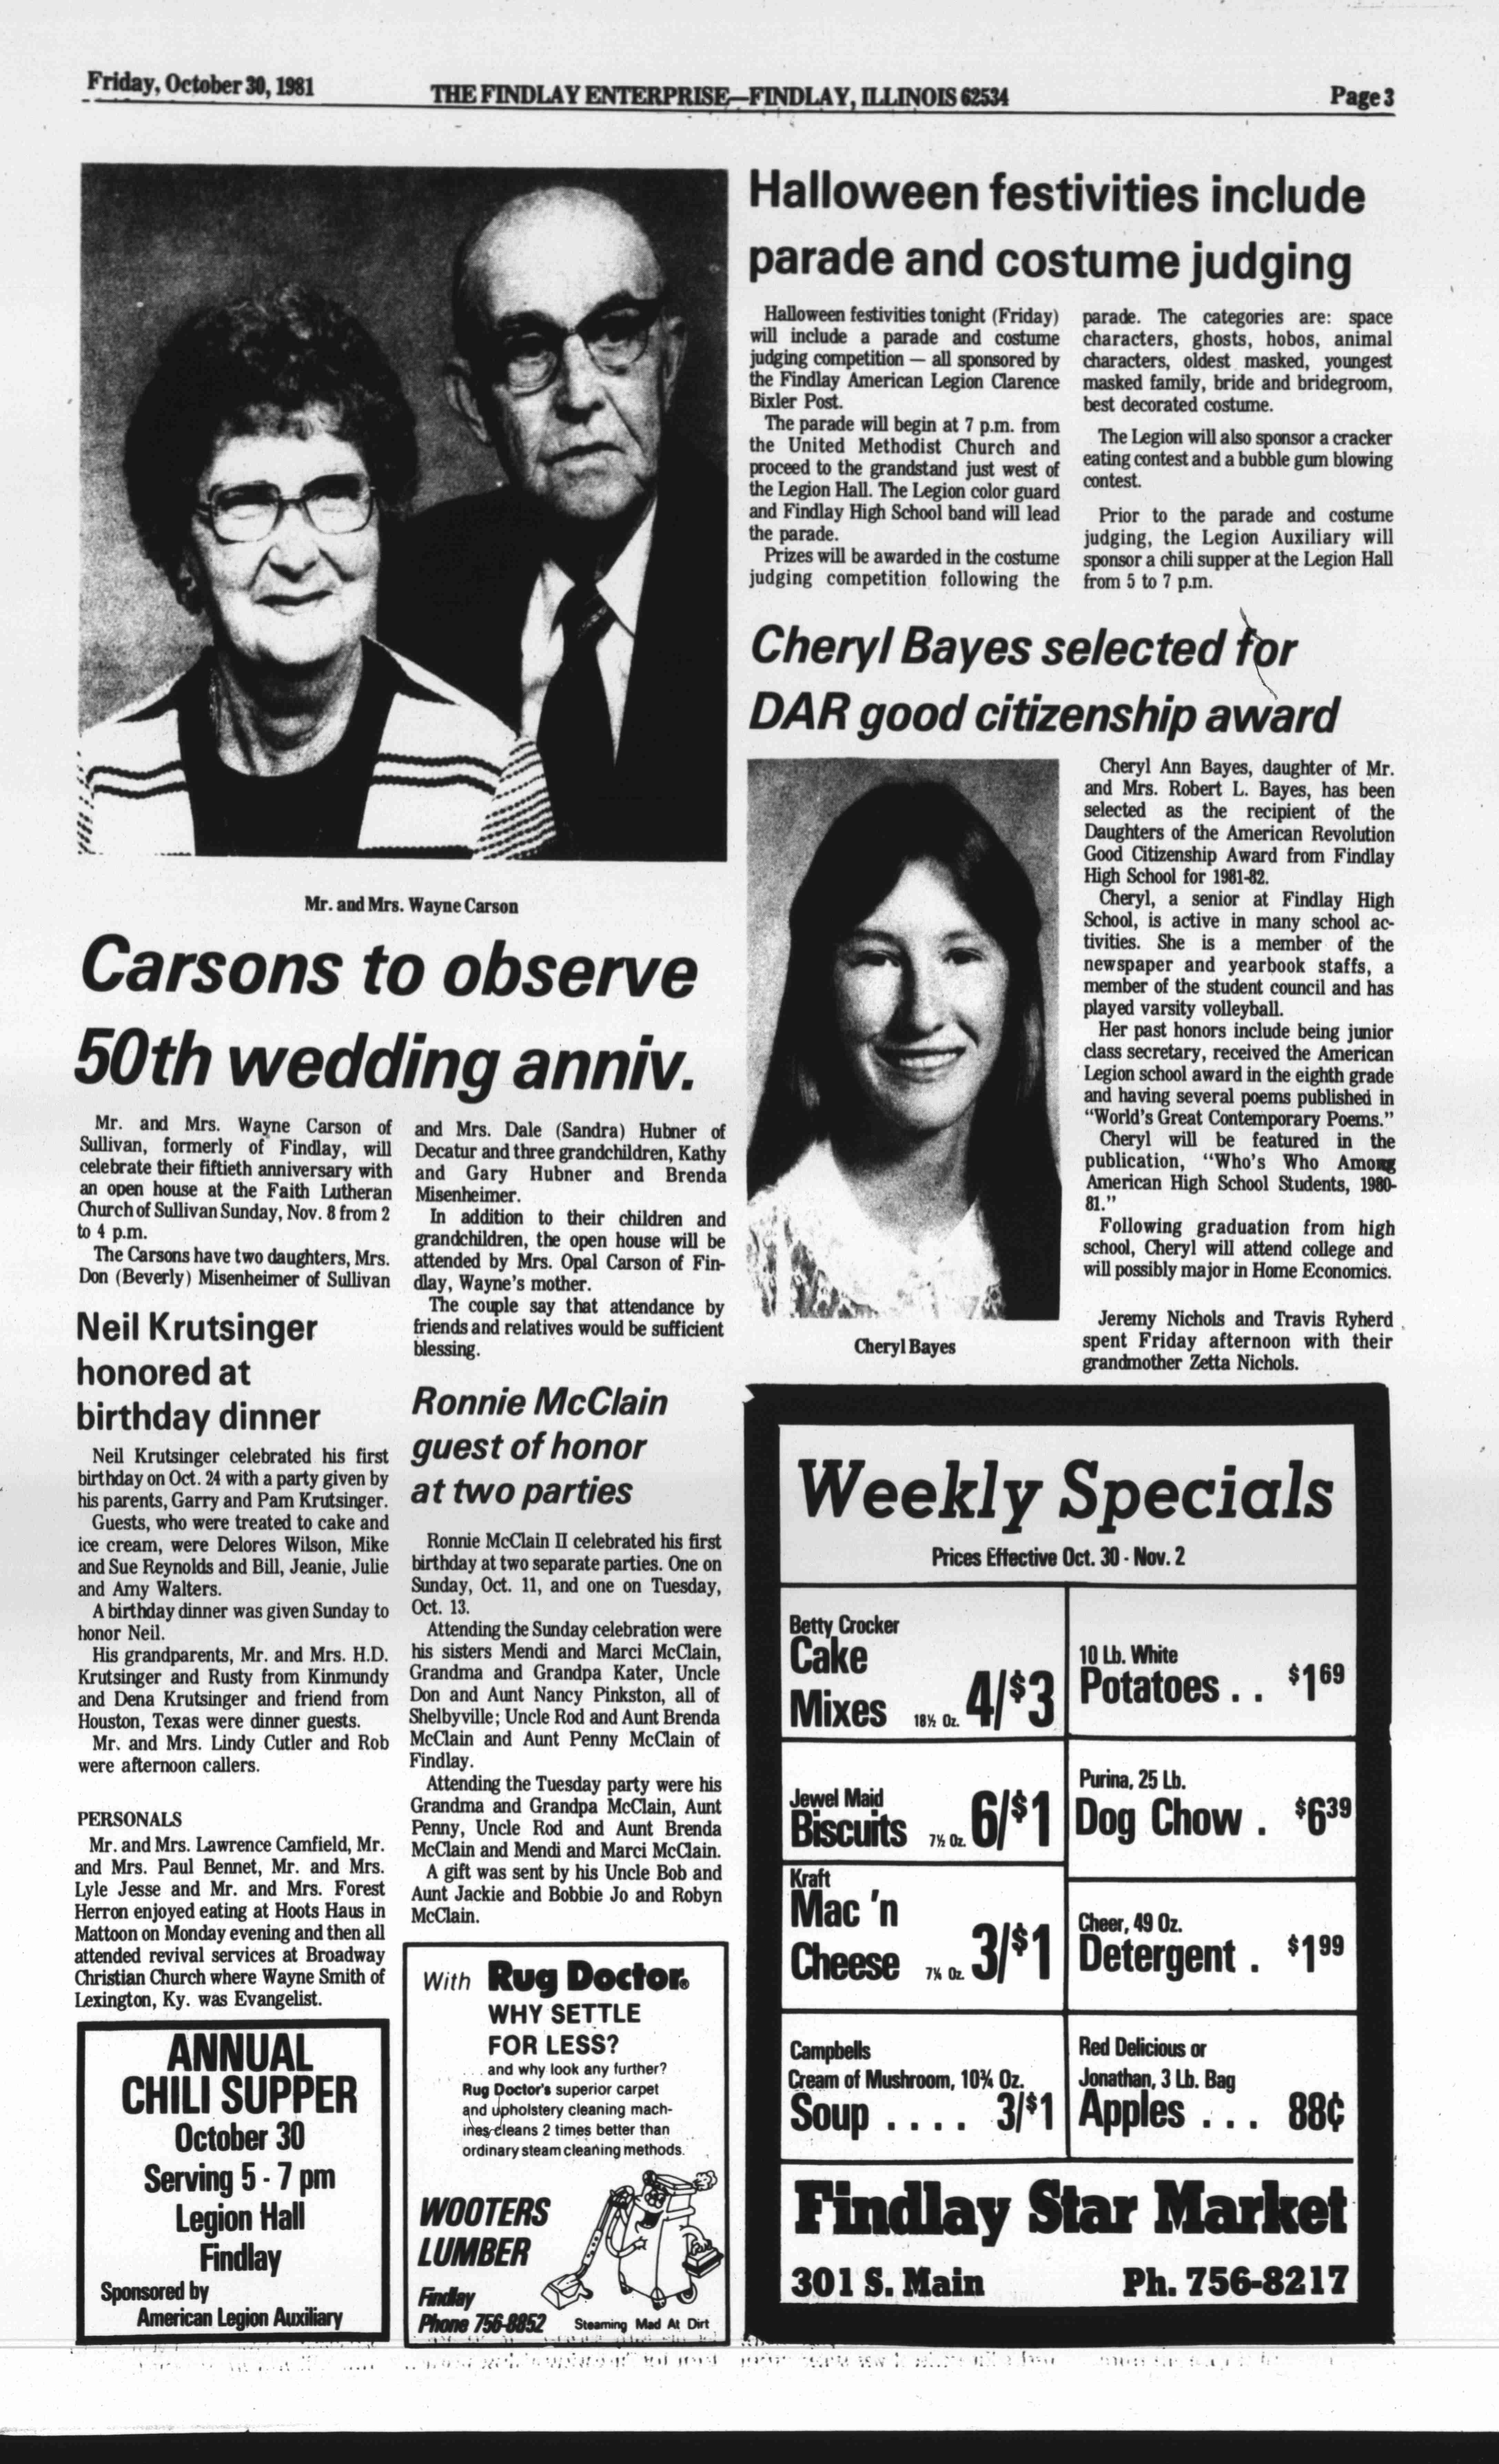 Friday, October 30, 1981
THE FINDLAY ENTERPRISE—FINDLAY, ILLINOIS 62534
Page 3
Mr. and Mrs. Wayne Carson
Carsons to observe
50th wedding anniv.
Mr. and Mrs. Wayne Carson of
Sullivan, formerly of Findlay, will
celebrate their fiftieth anniversary with
an open house at the Faith Lutheran
Church of Sullivan Sunday, Nov. 8 from 2
to 4 p.m.
The Carsons have two daughters, Mrs.
Don (Beverly) Misenheimer of Sullivan
and Mrs. Dale (Sandra) Hubner of
Decatur and three grandchildren, Kathy
and Gary Hubner and Brenda
Misenheimer.
In addition to their children and
grandchildren, the open house will be
attended by Mrs. Opal Carson of Fin-
dlay, Wayne's mother.
The couple say that attendance by
friends and relatives would be sufficient
blessing.
Neil Krutsinger
honored at
birthday dinner
Neil Krutsinger celebrated his first
birthday on Oct. 24 with a party given by
his parents, Garry and Pam Krutsinger.
Guests, who were treated to cake and
ice cream, were Delores Wilson, Mike
and Sue Reynolds and Bill, Jeanie, Julie
and Amy Walters.
A birthday dinner was given Sunday to
honor Neil.
His grandparents, Mr. and Mrs. H.D.
Krutsinger and Rusty from Kinmundy
and Dena Krutsinger and friend from
Houston, Texas were dinner guests.
Mr. and Mrs. Lindy Cutler and Rob
were afternoon callers.
PERSONALS
Mr. and Mrs. Lawrence Camfield, Mr.
and Mrs. Paul Bennet, Mr. and Mrs.
Lyle Jesse and Mr. and Mrs. Forest
Herron enjoyed eating at Hoots Haus in
Mattoon on Monday evening and then all
attended revival services at Broadway
Christian Church where Wayne Smith of
Lexington, Ky. was Evangelist.
ANNUAL
CHILI SUPPER
October 30
Serving 5 - 7 pm
Legion Hall
Findlay
Sponsored by
American Legion Auxiliary
Ronnie McClain
guest of honor
at two parties
Ronnie McClain II celebrated his first
birthday at two separate parties. One on
Sunday, Oct. 11, and one on Tuesday,
Oct. 13.
Attending the Sunday celebration were
his sisters Mendi and Marci McClain,
Grandma and Grandpa Kater, Uncle
Don and Aunt Nancy Pinkston, all of
Shelbyville; Uncle Rod and Aunt Brenda
McClain and Aunt Penny McClain of
Findlay.
Attending the Tuesday party were his
Grandma and Grandpa McClain, Aunt
Penny, Uncle Rod and Aunt Brenda
McClain and Mendi and Marci McClain.
A gift was sent by his Uncle Bob and
Aunt Jackie and Bobbie Jo and Robyn
McClain.
With Rug Doctor®
WHY SETTLE
FOR LESS?
. . . and why look any further?
Rug Doctor's superior carpet
and upholstery cleaning mach-
ines cleans 2 times better than
ordinary steam cleaning methods.
WOOTERS
LUMBER
Findlay
Phone 756-8852
Steaming Mad At Dirt
Halloween festivities include
parade and costume judging
Halloween festivities tonight (Friday)
will include a parade and costume
judging competition — all sponsored by
the Findlay American Legion Clarence
Bixler Post.
The parade will begin at 7 p.m. from
the United Methodist Church and
proceed to the grandstand just west of
the Legion Hall. The Legion color guard
and Findlay High School band will lead
the parade.
Prizes will be awarded in the costume
judging competition following the
parade. The categories are: space
characters, ghosts, hobos, animal
characters, oldest masked, youngest
masked family, bride and bridegroom,
best decorated costume.
The Legion will also sponsor a cracker
eating contest and a bubble gum blowing
contest.
Prior to the parade and costume
judging, the Legion Auxiliary will
sponsor a chili supper at the Legion Hall
from 5 to 7 p.m.
Cheryl Bayes selected for
DAR good citizenship award
Cheryl Bayes
Cheryl Ann Bayes, daughter of Mr.
and Mrs. Robert L. Bayes, has been
selected as the recipient of the
Daughters of the American Revolution
Good Citizenship Award from Findlay
High School for 1981-82.
Cheryl, a senior at Findlay High
School, is active in many school ac-
tivities. She is a member of the
newspaper and yearbook staffs, a
member of the student council and has
played varsity volleyball.
Her past honors include being junior
class secretary, received the American
Legion school award in the eighth grade
and having several poems published in
"World's Great Contemporary Poems."
Cheryl will be featured in the
publication, "Who's Who Among
American High School Students, 1980-
81."
Following graduation from high
school, Cheryl will attend college and
will possibly major in Home Economics.
Jeremy Nichols and Travis Ryherd
spent Friday afternoon with their
grandmother Zetta Nichols.
Weekly Specials
Prices Effective Oct. 30 - Nov. 2
Betty Crocker
Cake
Mixes 18½ Oz. 4/$3
Jewel Maid
Biscuits 7½ Oz. 6/$1
Kraft
Mac 'n
Cheese 7¼ Oz. 3/$1
Campbells
Cream of Mushroom, 10¾ Oz.
Soup . . . . 3/$1
10 Lb. White
Potatoes . . $1 69
Purina, 25 Lb.
Dog Chow . $6 39
Cheer, 49 Oz.
Detergent . $1 99
Red Delicious or
Jonathan, 3 Lb. Bag
Apples . . . 88¢
Findlay Star Market
301 S. Main Ph. 756-8217